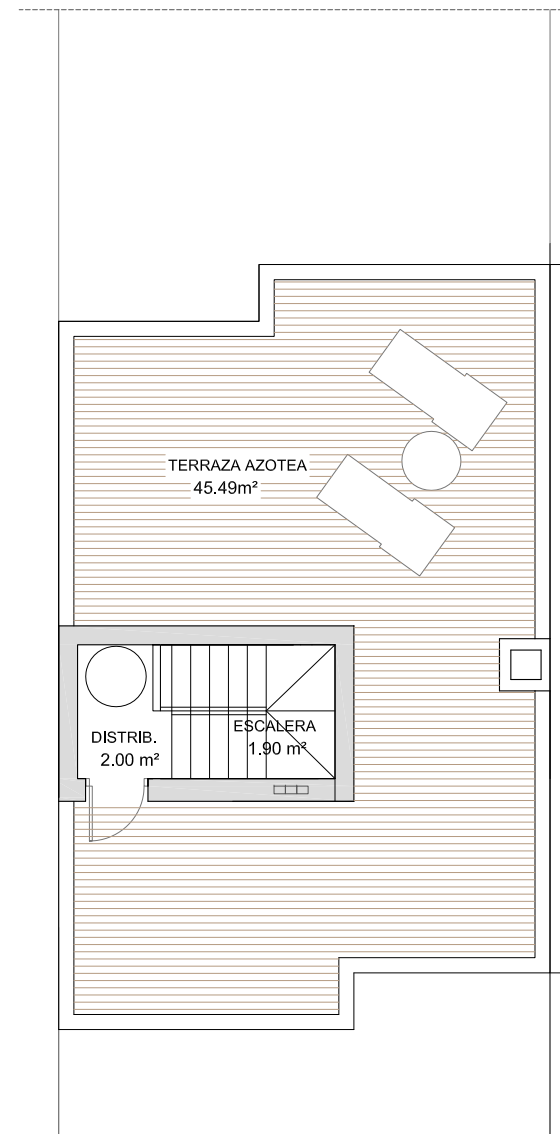 TERRAZA AZOTEA
45.49m²
DISTRIB.
2.00 m²
ESCALERA
1.90 m²